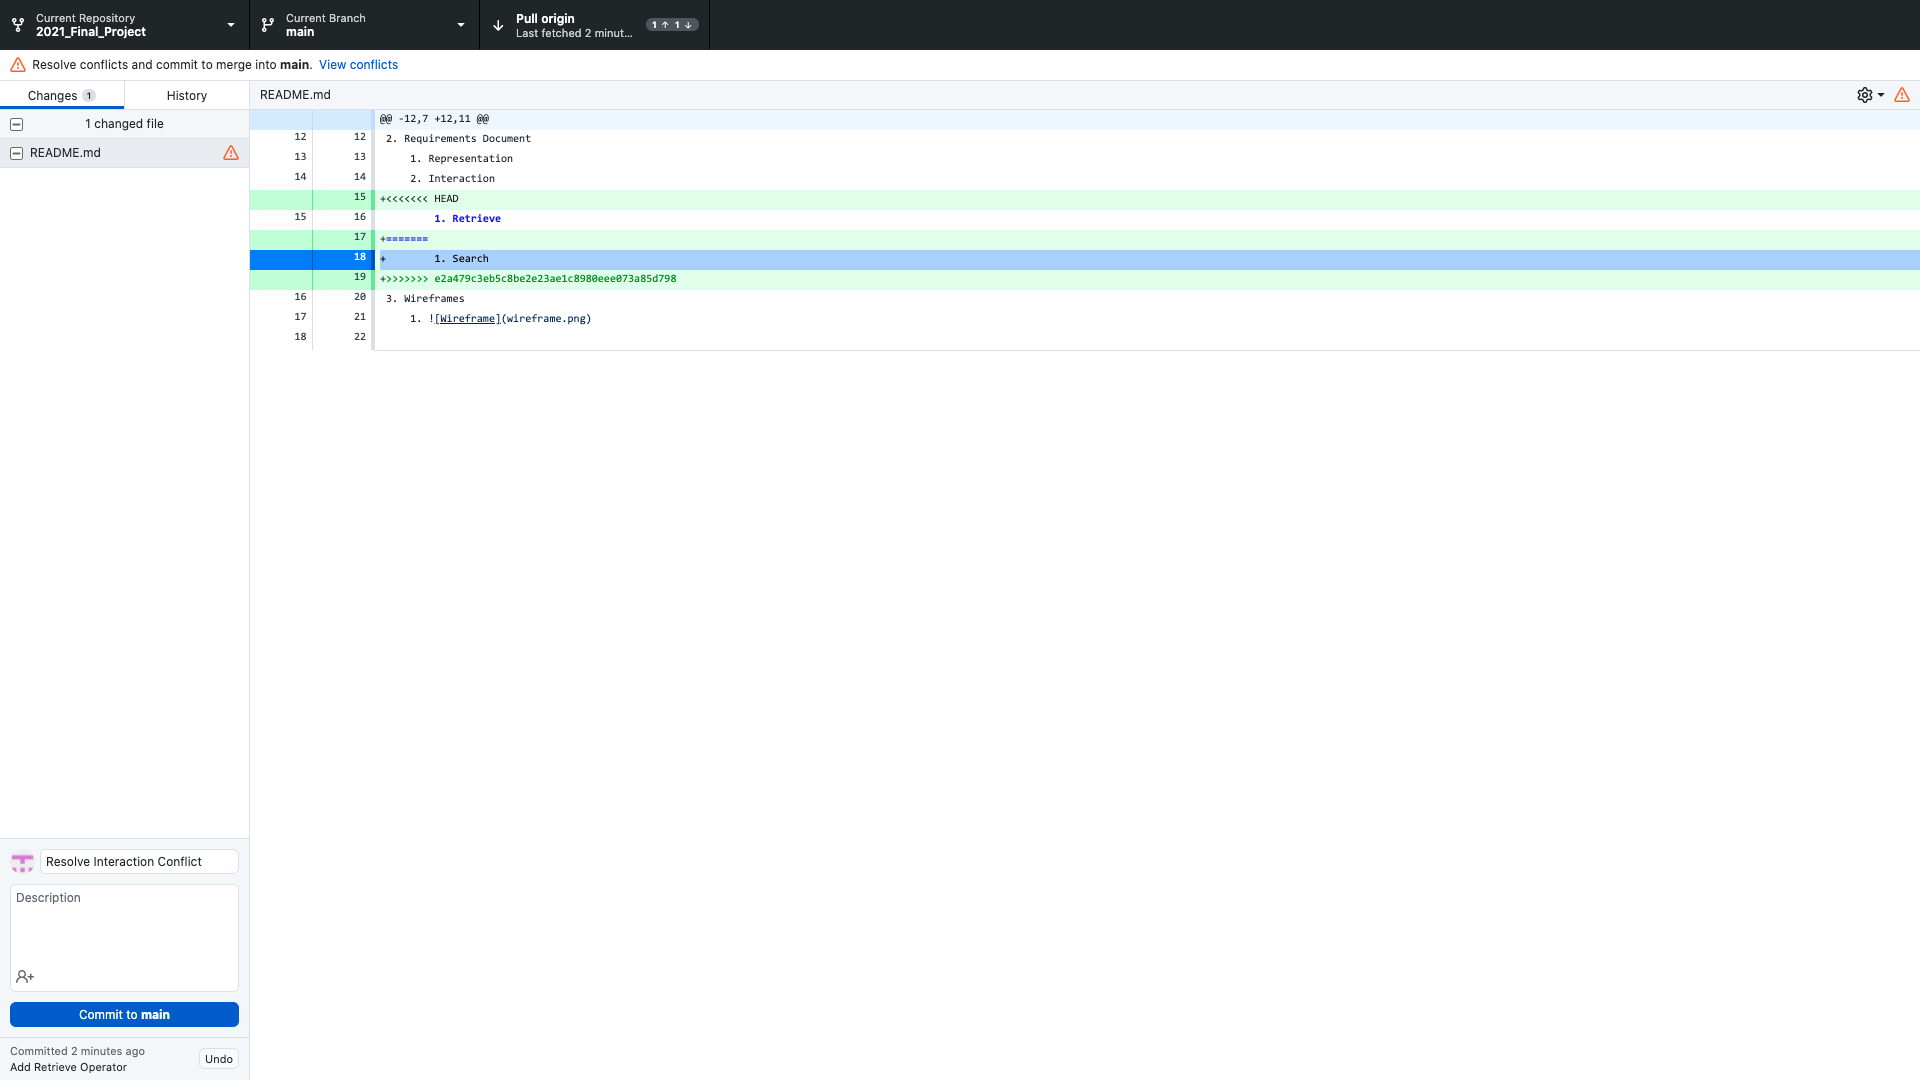 Current Repository
2021_Final_Project
Current Branch
main
Pull origin
Last fetched 2 minut...
1 ↑ 1 ↓
Resolve conflicts and commit to merge into main. View conflicts
Changes 1
History
README.md
1 changed file
README.md
@@ -12,7 +12,11 @@
12 12 2. Requirements Document
13 13 1. Representation
14 14 2. Interaction
15 +<<<<<<< HEAD
15 16 1. Retrieve
17 +=======
18 + 1. Search
19 +>>>>>>> e2a479c3eb5c8be2e23ae1c8980eee073a85d798
16 20 3. Wireframes
17 21 1. ![Wireframe](wireframe.png)
18 22
Resolve Interaction Conflict
Description
Commit to main
Committed 2 minutes ago
Add Retrieve Operator
Undo